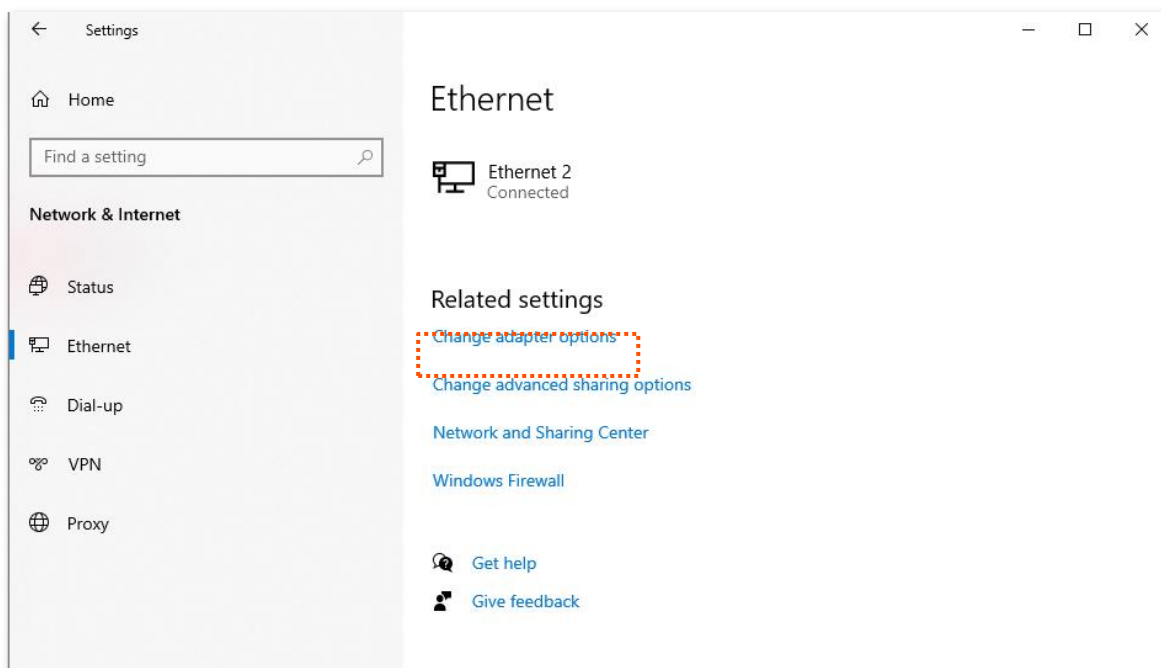 Settings
Home
Find a setting
Network & Internet
Status
Ethernet
Dial-up
VPN
Proxy
Ethernet
Ethernet 2
Connected
Related settings
Change adapter options
Change advanced sharing options
Network and Sharing Center
Windows Firewall
Get help
Give feedback